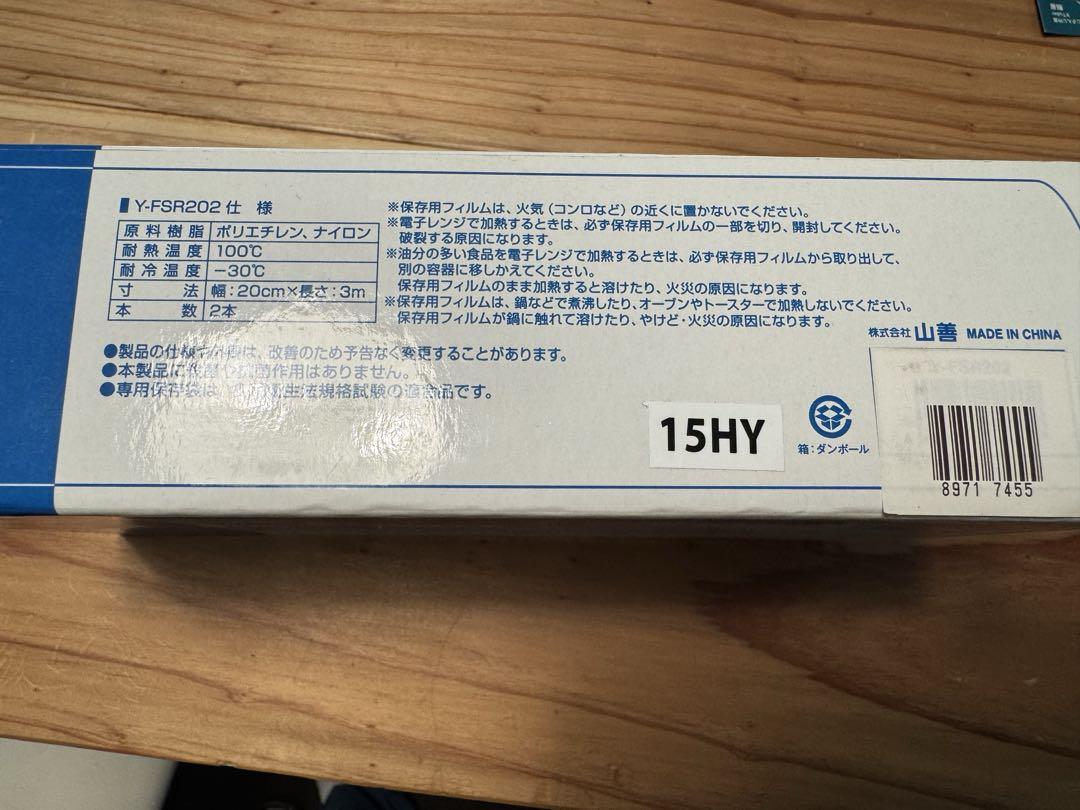 Y-FSR202 仕 様
原料樹脂 ポリエチレン、ナイロン
耐熱温度 100℃
耐冷温度 −30℃
寸 法 幅：20cm×長さ：3m
本 数 2本
●製品の仕様や 改善のため予告なく変更することがあります。
●本製品に 作用はありません。
●専用保存袋は 生法規格試験の適合品です。
※保存用フィルムは、火気（コンロなど）の近くに置かないでください。
※電子レンジで加熱するときは、必ず保存用フィルムの一部を切り、開封してください。
破裂する原因になります。
※油分の多い食品を電子レンジで加熱するときは、必ず保存用フィルムから取り出して、
別の容器に移しかえてください。
保存用フィルムのまま加熱すると溶けたり、火災の原因になります。
※保存用フィルムは、鍋などで煮沸したり、オーブンやトースターで加熱しないでください。
保存用フィルムが鍋に触れて溶けたり、やけど・火災の原因になります。
株式会社 山善 MADE IN CHINA
15HY
箱：ダンボール
8971 7455